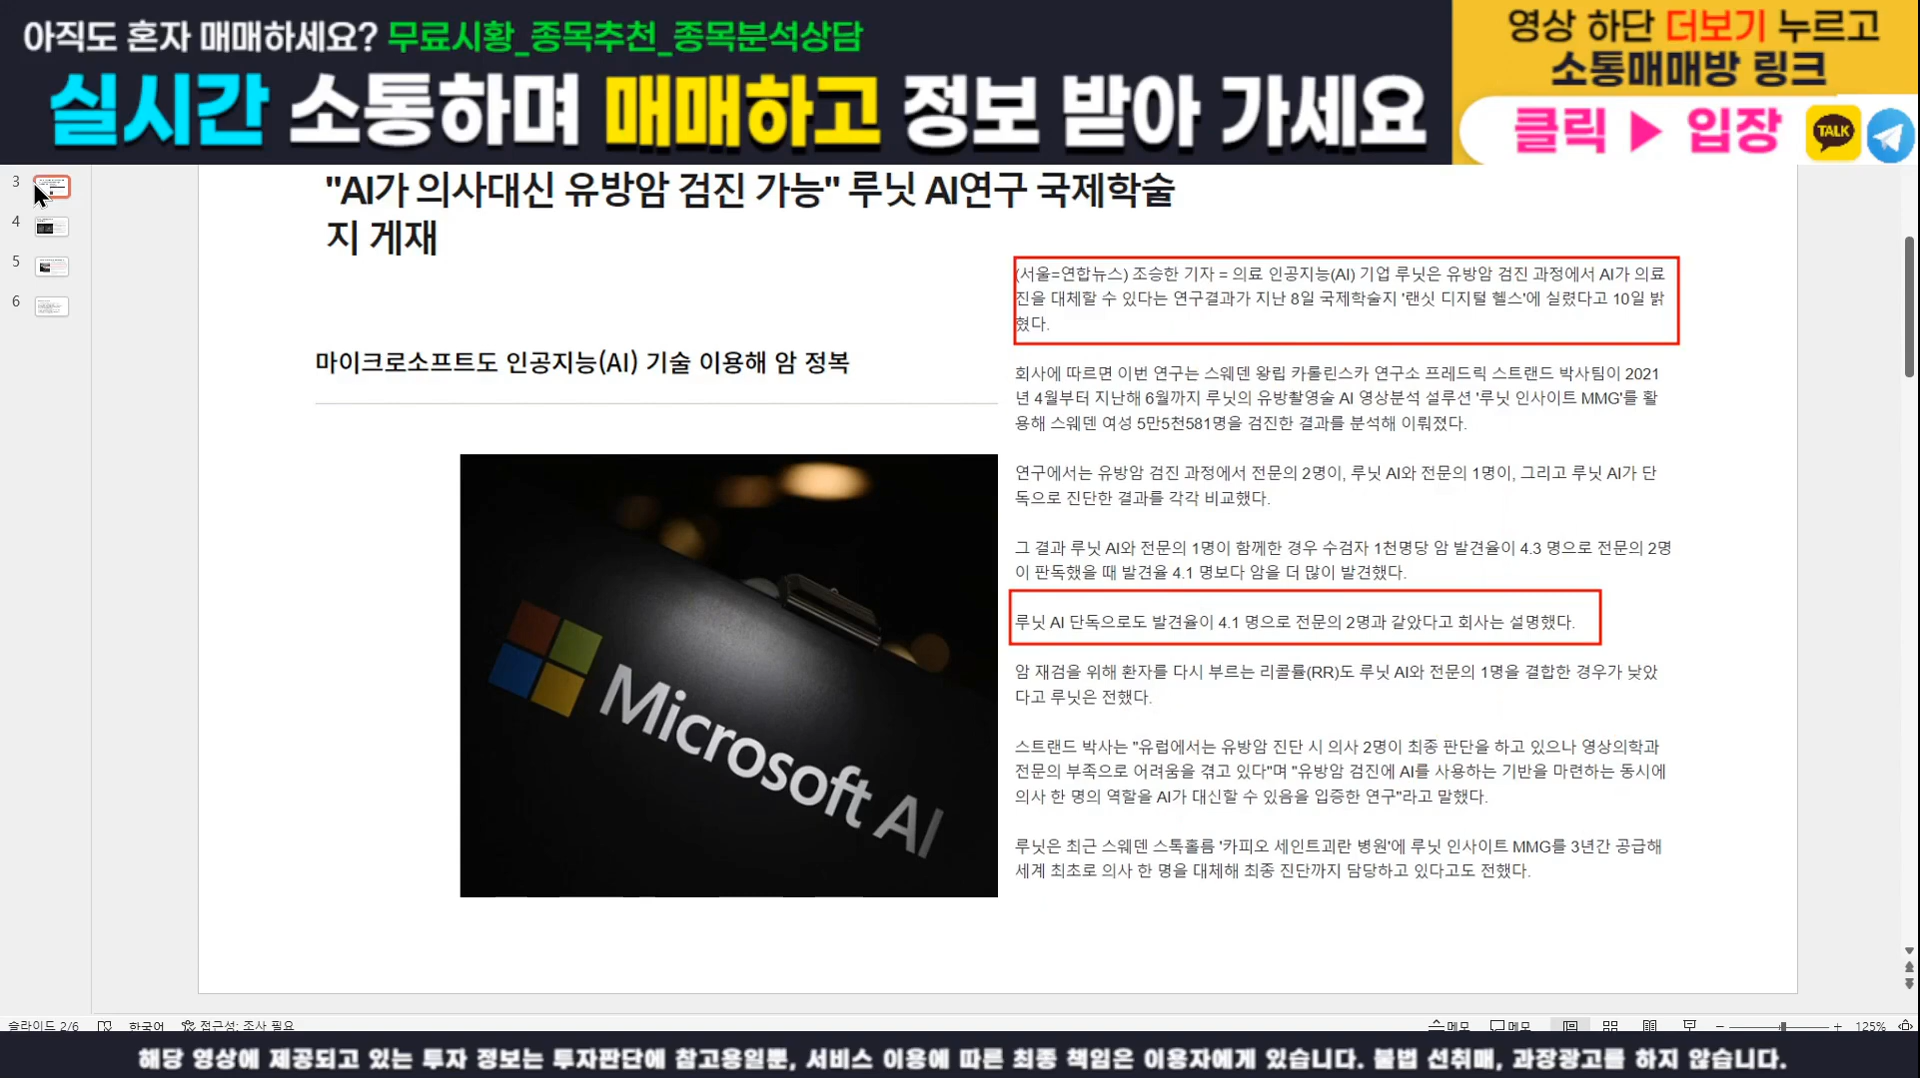 아직도 혼자 매매하세요? 무료시황_종목추천_종목분석상담
실시간 소통하며 매매하고 정보 받아 가세요
영상 하단 더보기 누르고
소통매매방 링크
클릭 ▶ 입장
TALK
3
4
5
6
"AI가 의사대신 유방암 검진 가능" 루닛 AI연구 국제학술
지 게재
마이크로소프트도 인공지능(AI) 기술 이용해 암 정복
Microsoft AI
(서울=연합뉴스) 조승한 기자 = 의료 인공지능(AI) 기업 루닛은 유방암 검진 과정에서 AI가 의료
진을 대체할 수 있다는 연구결과가 지난 8일 국제학술지 '랜싯 디지털 헬스'에 실렸다고 10일 밝
혔다.
회사에 따르면 이번 연구는 스웨덴 왕립 카롤린스카 연구소 프레드릭 스트랜드 박사팀이 2021
년 4월부터 지난해 6월까지 루닛의 유방촬영술 AI 영상분석 설루션 '루닛 인사이트 MMG'를 활
용해 스웨덴 여성 5만5천581명을 검진한 결과를 분석해 이뤄졌다.
연구에서는 유방암 검진 과정에서 전문의 2명이, 루닛 AI와 전문의 1명이, 그리고 루닛 AI가 단
독으로 진단한 결과를 각각 비교했다.
그 결과 루닛 AI와 전문의 1명이 함께한 경우 수검자 1천명당 암 발견율이 4.3 명으로 전문의 2명
이 판독했을 때 발견율 4.1 명보다 암을 더 많이 발견했다.
루닛 AI 단독으로도 발견율이 4.1 명으로 전문의 2명과 같았다고 회사는 설명했다.
암 재검을 위해 환자를 다시 부르는 리콜률(RR)도 루닛 AI와 전문의 1명을 결합한 경우가 낮았
다고 루닛은 전했다.
스트랜드 박사는 "유럽에서는 유방암 진단 시 의사 2명이 최종 판단을 하고 있으나 영상의학과
전문의 부족으로 어려움을 겪고 있다"며 "유방암 검진에 AI를 사용하는 기반을 마련하는 동시에
의사 한 명의 역할을 AI가 대신할 수 있음을 입증한 연구"라고 말했다.
루닛은 최근 스웨덴 스톡홀름 '카피오 세인트괴란 병원'에 루닛 인사이트 MMG를 3년간 공급해
세계 최초로 의사 한 명을 대체해 최종 진단까지 담당하고 있다고도 전했다.
슬라이드 2/6 한국어 접근성: 조사 필요 메모 메모 125%
해당 영상에 제공되고 있는 투자 정보는 투자판단에 참고용일뿐, 서비스 이용에 따른 최종 책임은 이용자에게 있습니다. 불법 선취매, 과장광고를 하지 않습니다.